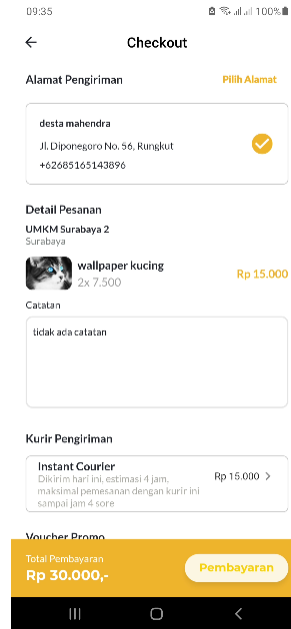 09:35
100%
Checkout
Alamat Pengiriman
Pilih Alamat
desta mahendra
Jl. Diponegoro No. 56, Rungkut
+62685165143896
Detail Pesanan
UMKM Surabaya 2
Surabaya
wallpaper kucing
2x 7.500
Rp 15.000
Catatan
tidak ada catatan
Kurir Pengiriman
Instant Courier
Dikirim hari ini, estimasi 4 jam,
maksimal pemesanan dengan kurir ini
sampai jam 4 sore
Rp 15.000
Voucher Promo
Total Pembayaran
Rp 30.000,-
Pembayaran